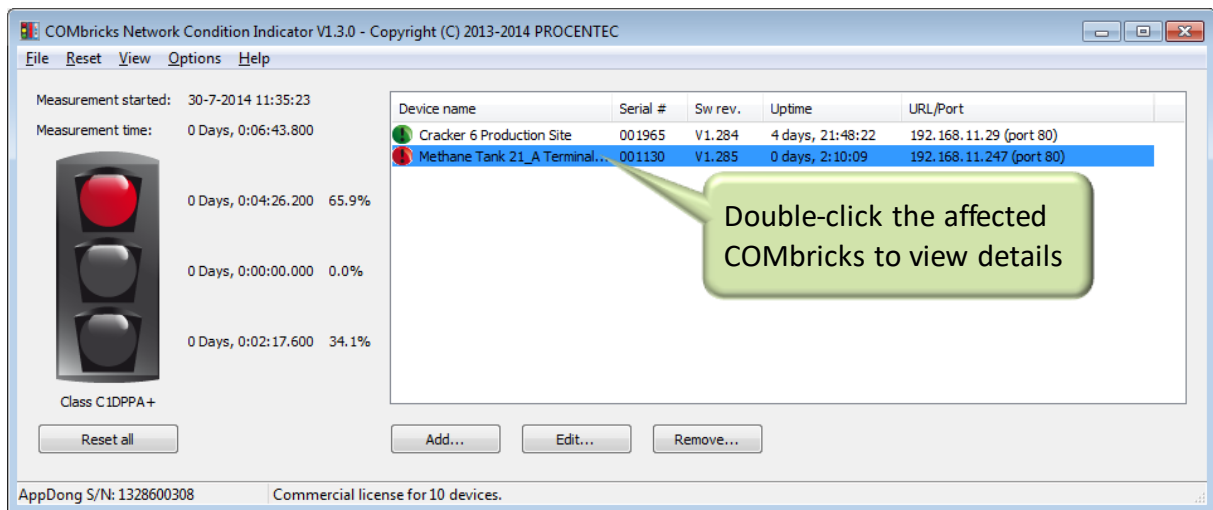 COMbricks Network Condition Indicator V1.3.0 - Copyright (C) 2013-2014 PROCENTEC
File Reset View Options Help
Measurement started: 30-7-2014 11:35:23
Measurement time: 0 Days, 0:06:43.800
0 Days, 0:04:26.200 65.9%
0 Days, 0:00:00.000 0.0%
0 Days, 0:02:17.600 34.1%
Class C1DPPA+
Reset all
Device name Serial # Sw rev. Uptime URL/Port
Cracker 6 Production Site 001965 V1.284 4 days, 21:48:22 192.168.11.29 (port 80)
Methane Tank 21_A Terminal... 001130 V1.285 0 days, 2:10:09 192.168.11.247 (port 80)
Double-click the affected
COMbricks to view details
Add... Edit... Remove...
AppDong S/N: 1328600308 Commercial license for 10 devices.